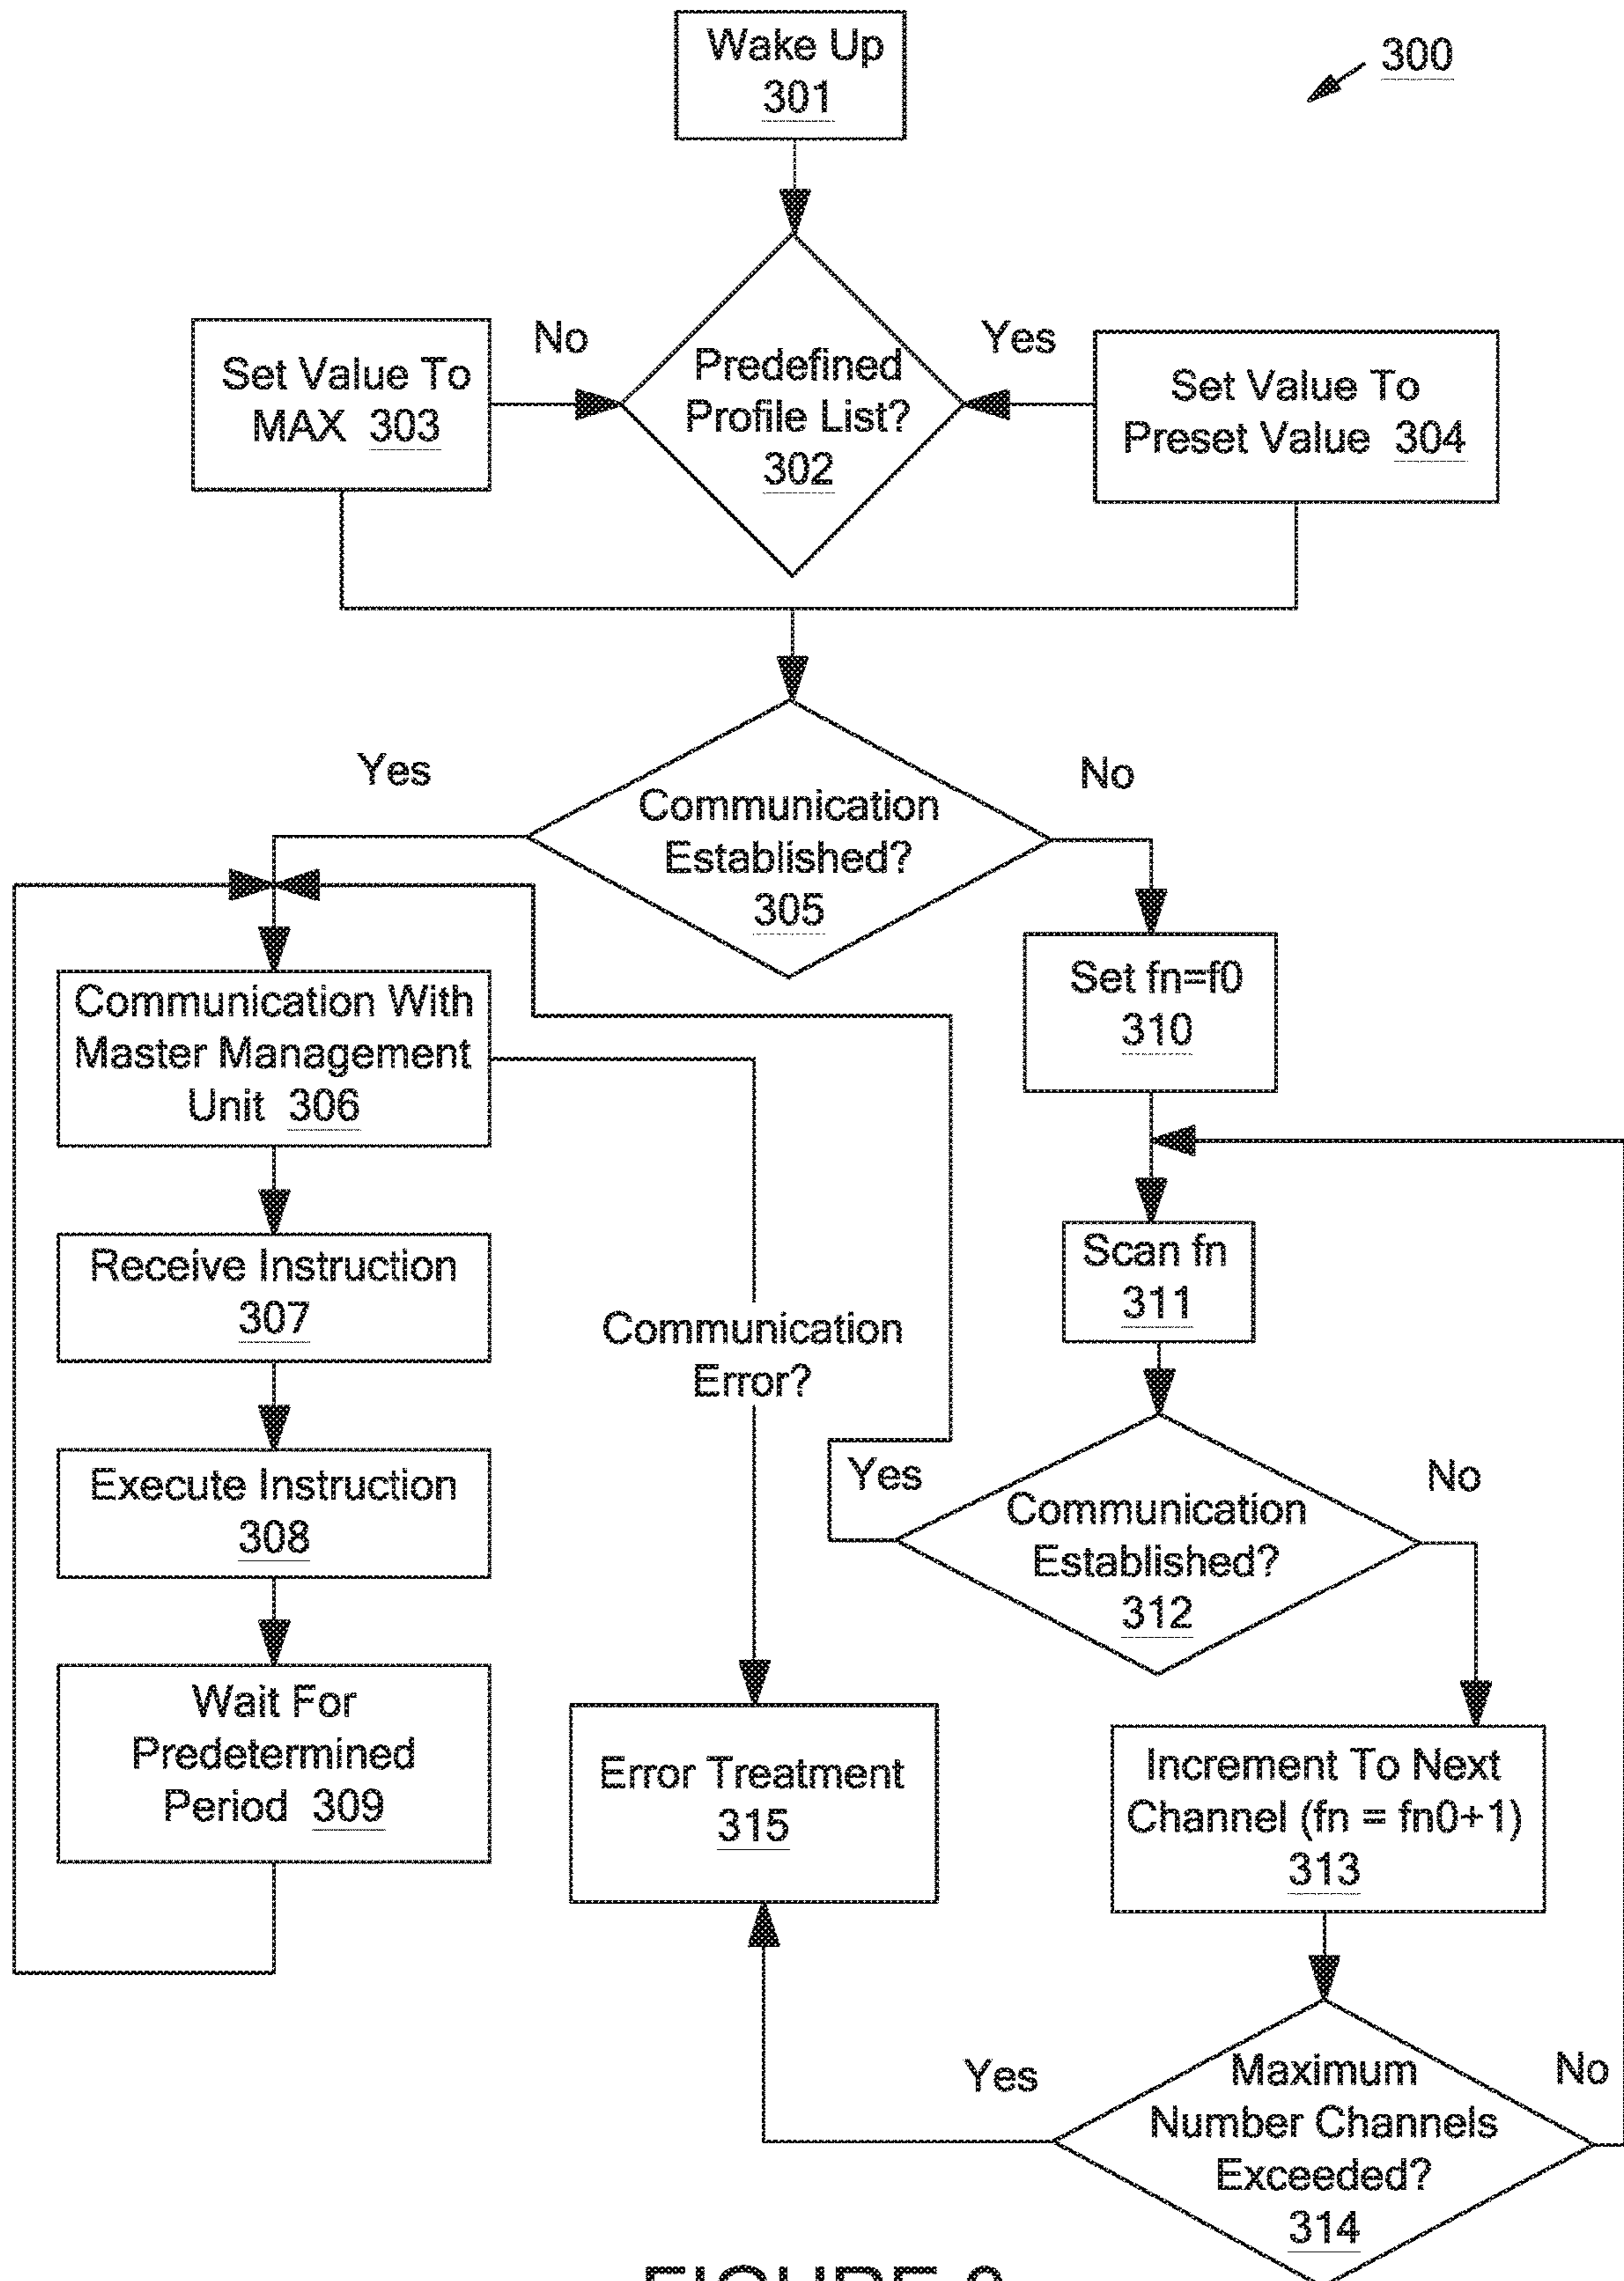 Wake Up
301
300
Set Value To
MAX 303
No
Predefined
Profile List?
302
Yes
Set Value To
Preset Value 304
Yes
Communication
Established?
305
No
Communication With
Master Management
Unit 306
Set fn=f0
310
Receive Instruction
307
Communication
Error?
Scan fn
311
Execute Instruction
308
Yes
Communication
Established?
312
No
Wait For
Predetermined
Period 309
Error Treatment
315
Increment To Next
Channel (fn = fn0+1)
313
Yes
Maximum
Number Channels
Exceeded?
314
No
FIGURE